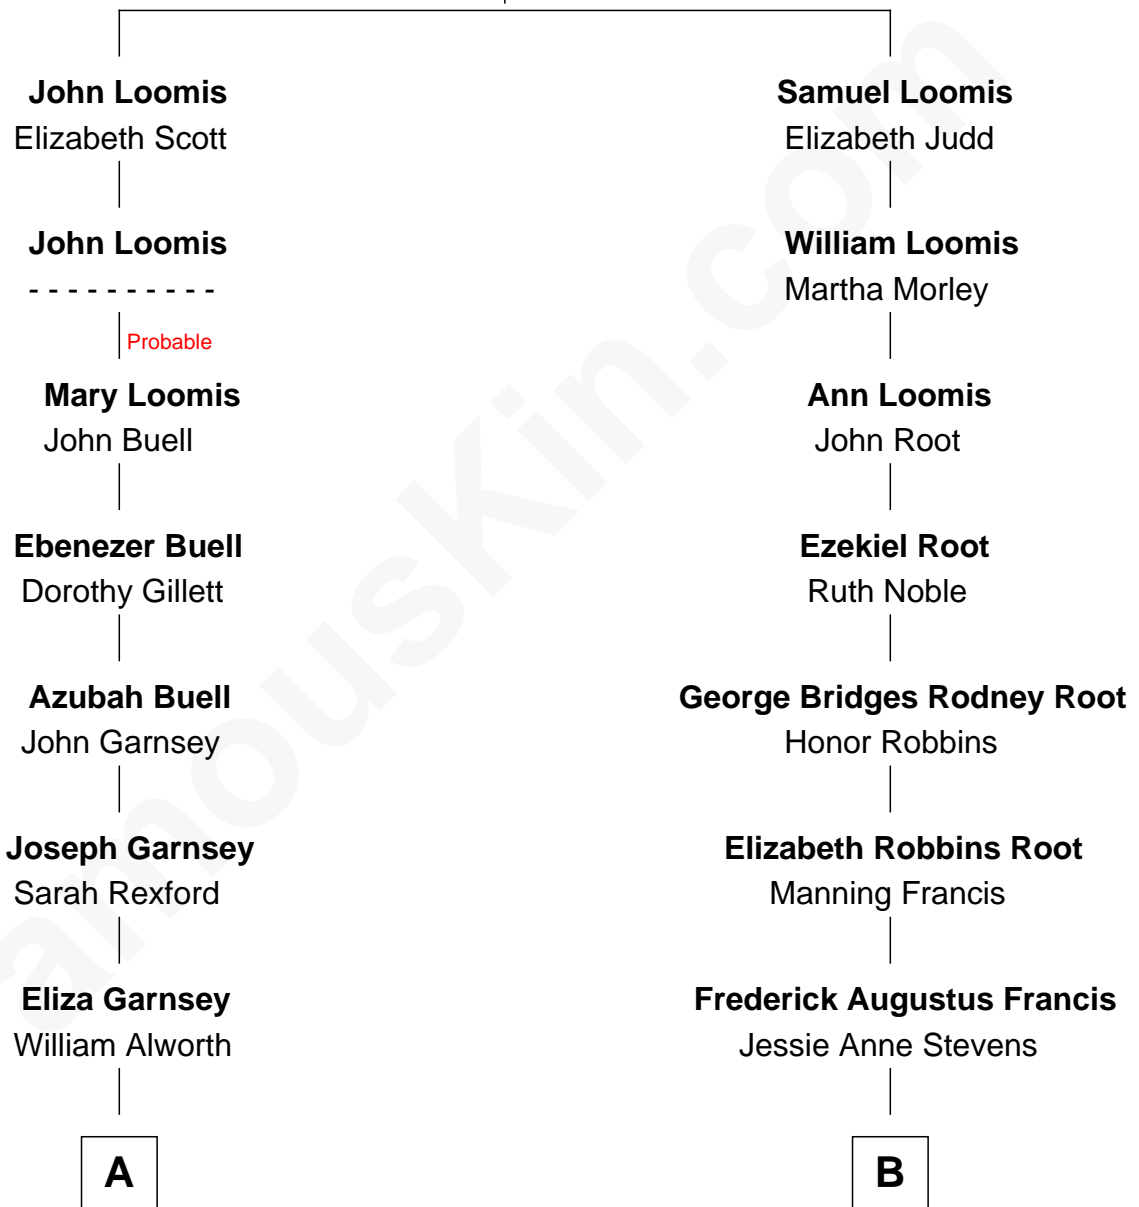 John Loomis
Elizabeth Scott
John Loomis
- - - - - - - - - -
Probable
Mary Loomis
John Buell
Ebenezer Buell
Dorothy Gillett
Azubah Buell
John Garnsey
Joseph Garnsey
Sarah Rexford
Eliza Garnsey
William Alworth
A
Samuel Loomis
Elizabeth Judd
William Loomis
Martha Morley
Ann Loomis
John Root
Ezekiel Root
Ruth Noble
George Bridges Rodney Root
Honor Robbins
Elizabeth Robbins Root
Manning Francis
Frederick Augustus Francis
Jessie Anne Stevens
B
amouskin.com